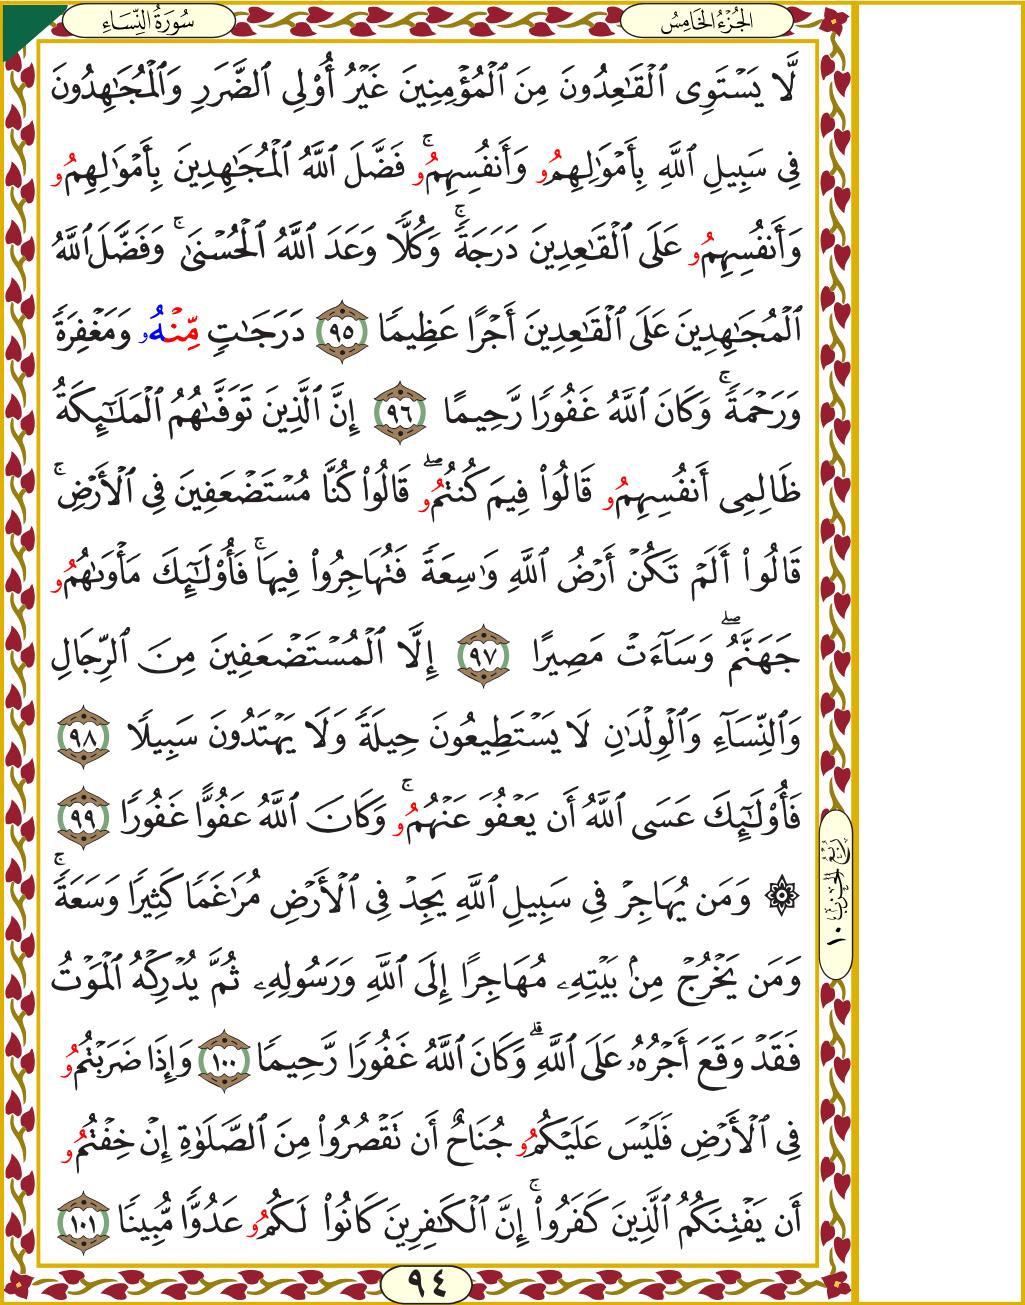 سُورَةُ النِّسَاءِ
الجُزْءُ الخَامِسُ
لَّا يَسۡتَوِي ٱلۡقَٰعِدُونَ مِنَ ٱلۡمُؤۡمِنِينَ غَيۡرُ أُوْلِي ٱلضَّرَرِ وَٱلۡمُجَٰهِدُونَ
فِي سَبِيلِ ٱللَّهِ بِأَمۡوَٰلِهِمُۥ وَأَنفُسِهِمُۥۚ فَضَّلَ ٱللَّهُ ٱلۡمُجَٰهِدِينَ بِأَمۡوَٰلِهِمُۥ
وَأَنفُسِهِمُۥ عَلَى ٱلۡقَٰعِدِينَ دَرَجَةٗۚ وَكُلّٗا وَعَدَ ٱللَّهُ ٱلۡحُسۡنَىٰۚ وَفَضَّلَ ٱللَّهُ
ٱلۡمُجَٰهِدِينَ عَلَى ٱلۡقَٰعِدِينَ أَجۡرًا عَظِيمٗا ٩٥ دَرَجَٰتٖ مِّنۡهُۥ وَمَغۡفِرَةٗ
وَرَحۡمَةٗۚ وَكَانَ ٱللَّهُ غَفُورٗا رَّحِيمًا ٩٦ إِنَّ ٱلَّذِينَ تَوَفَّىٰهُمُ ٱلۡمَلَٰٓئِكَةُ
ظَالِمِيٓ أَنفُسِهِمُۥ قَالُواْ فِيمَ كُنتُمُۥۖ قَالُواْ كُنَّا مُسۡتَضۡعَفِينَ فِي ٱلۡأَرۡضِۚ
قَالُوٓاْ أَلَمۡ تَكُنۡ أَرۡضُ ٱللَّهِ وَٰسِعَةٗ فَتُهَاجِرُواْ فِيهَاۚ فَأُوْلَٰٓئِكَ مَأۡوَىٰهُمُۥ
جَهَنَّمُۖ وَسَآءَتۡ مَصِيرًا ٩٧ إِلَّا ٱلۡمُسۡتَضۡعَفِينَ مِنَ ٱلرِّجَالِ
وَٱلنِّسَآءِ وَٱلۡوِلۡدَٰنِ لَا يَسۡتَطِيعُونَ حِيلَةٗ وَلَا يَهۡتَدُونَ سَبِيلٗا ٩٨
فَأُوْلَٰٓئِكَ عَسَى ٱللَّهُ أَن يَعۡفُوَ عَنۡهُمُۥۚ وَكَانَ ٱللَّهُ عَفُوًّا غَفُورٗا ٩٩
۞ وَمَن يُهَاجِرۡ فِي سَبِيلِ ٱللَّهِ يَجِدۡ فِي ٱلۡأَرۡضِ مُرَٰغَمٗا كَثِيرٗا وَسَعَةٗۚ
وَمَن يَخۡرُجۡ مِنۢ بَيۡتِهِۦ مُهَاجِرًا إِلَى ٱللَّهِ وَرَسُولِهِۦ ثُمَّ يُدۡرِكۡهُ ٱلۡمَوۡتُ
فَقَدۡ وَقَعَ أَجۡرُهُۥ عَلَى ٱللَّهِۗ وَكَانَ ٱللَّهُ غَفُورٗا رَّحِيمٗا ١٠٠ وَإِذَا ضَرَبۡتُمُۥ
فِي ٱلۡأَرۡضِ فَلَيۡسَ عَلَيۡكُمُۥ جُنَاحٌ أَن تَقۡصُرُواْ مِنَ ٱلصَّلَوٰةِ إِنۡ خِفۡتُمُۥ
أَن يَفۡتِنَكُمُ ٱلَّذِينَ كَفَرُوٓاْۚ إِنَّ ٱلۡكَٰفِرِينَ كَانُواْ لَكُمُۥ عَدُوّٗا مُّبِينٗا ١٠١
رُبْعُ الحِزْبِ ١٠
٩٤